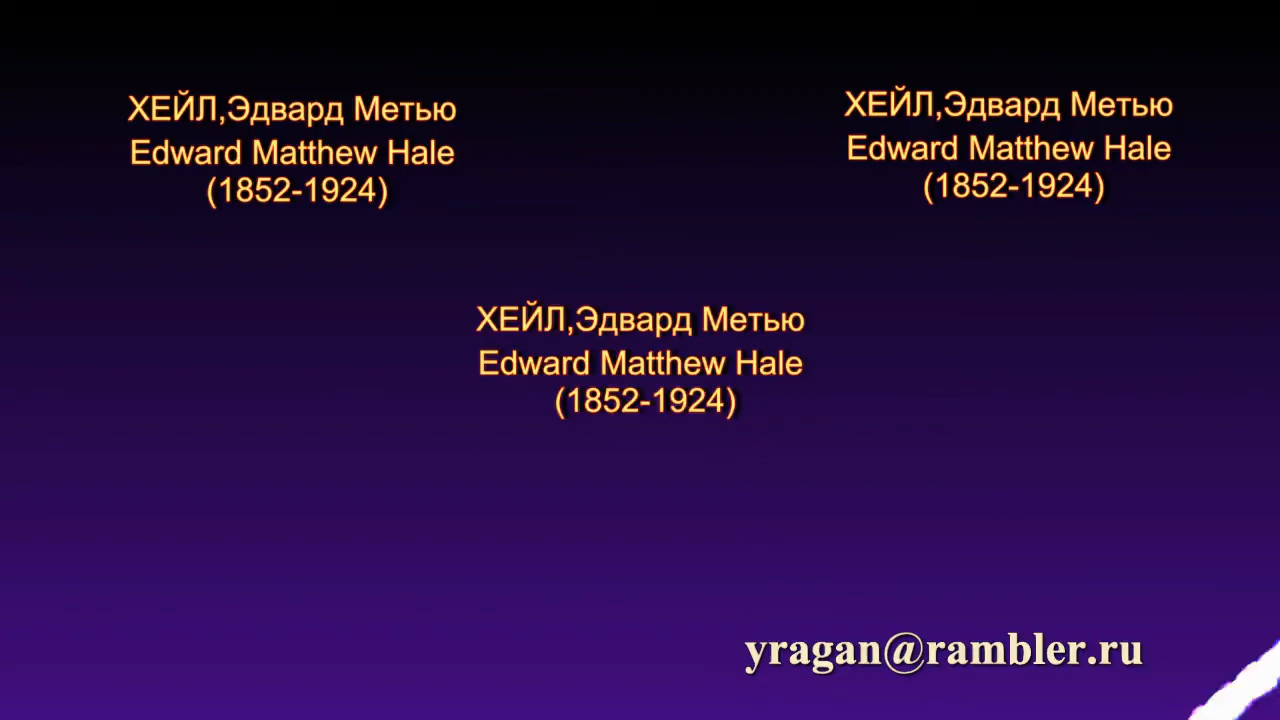 ХЕЙЛ,Эдвард Метью
Edward Matthew Hale
(1852-1924)
ХЕЙЛ,Эдвард Метью
Edward Matthew Hale
(1852-1924)
ХЕЙЛ,Эдвард Метью
Edward Matthew Hale
(1852-1924)
yragan@rambler.ru